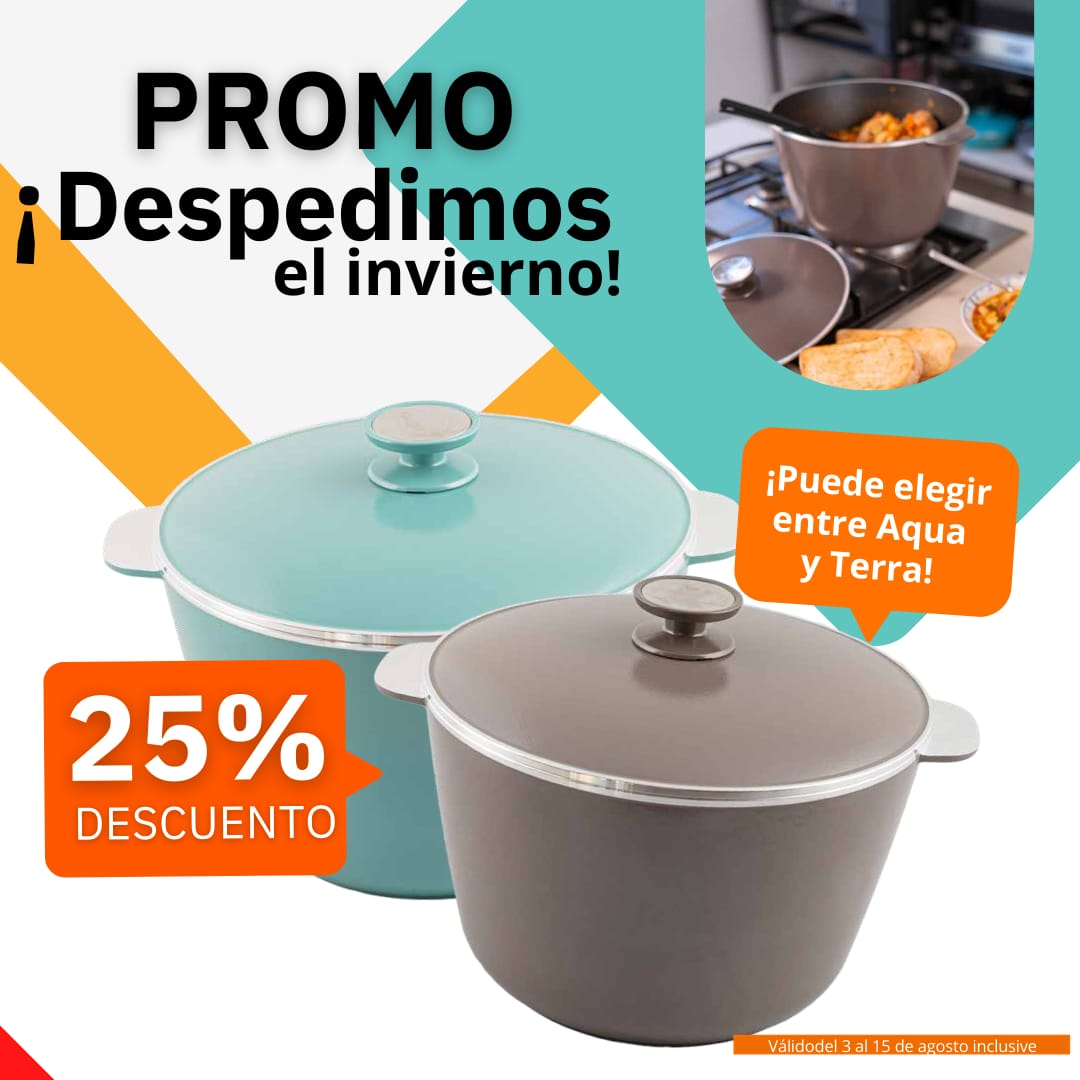 PROMO
¡Despedimos
el invierno!
¡Puede elegir
entre Aqua
y Terra!
25%
DESCUENTO
Válidodel 3 al 15 de agosto inclusive